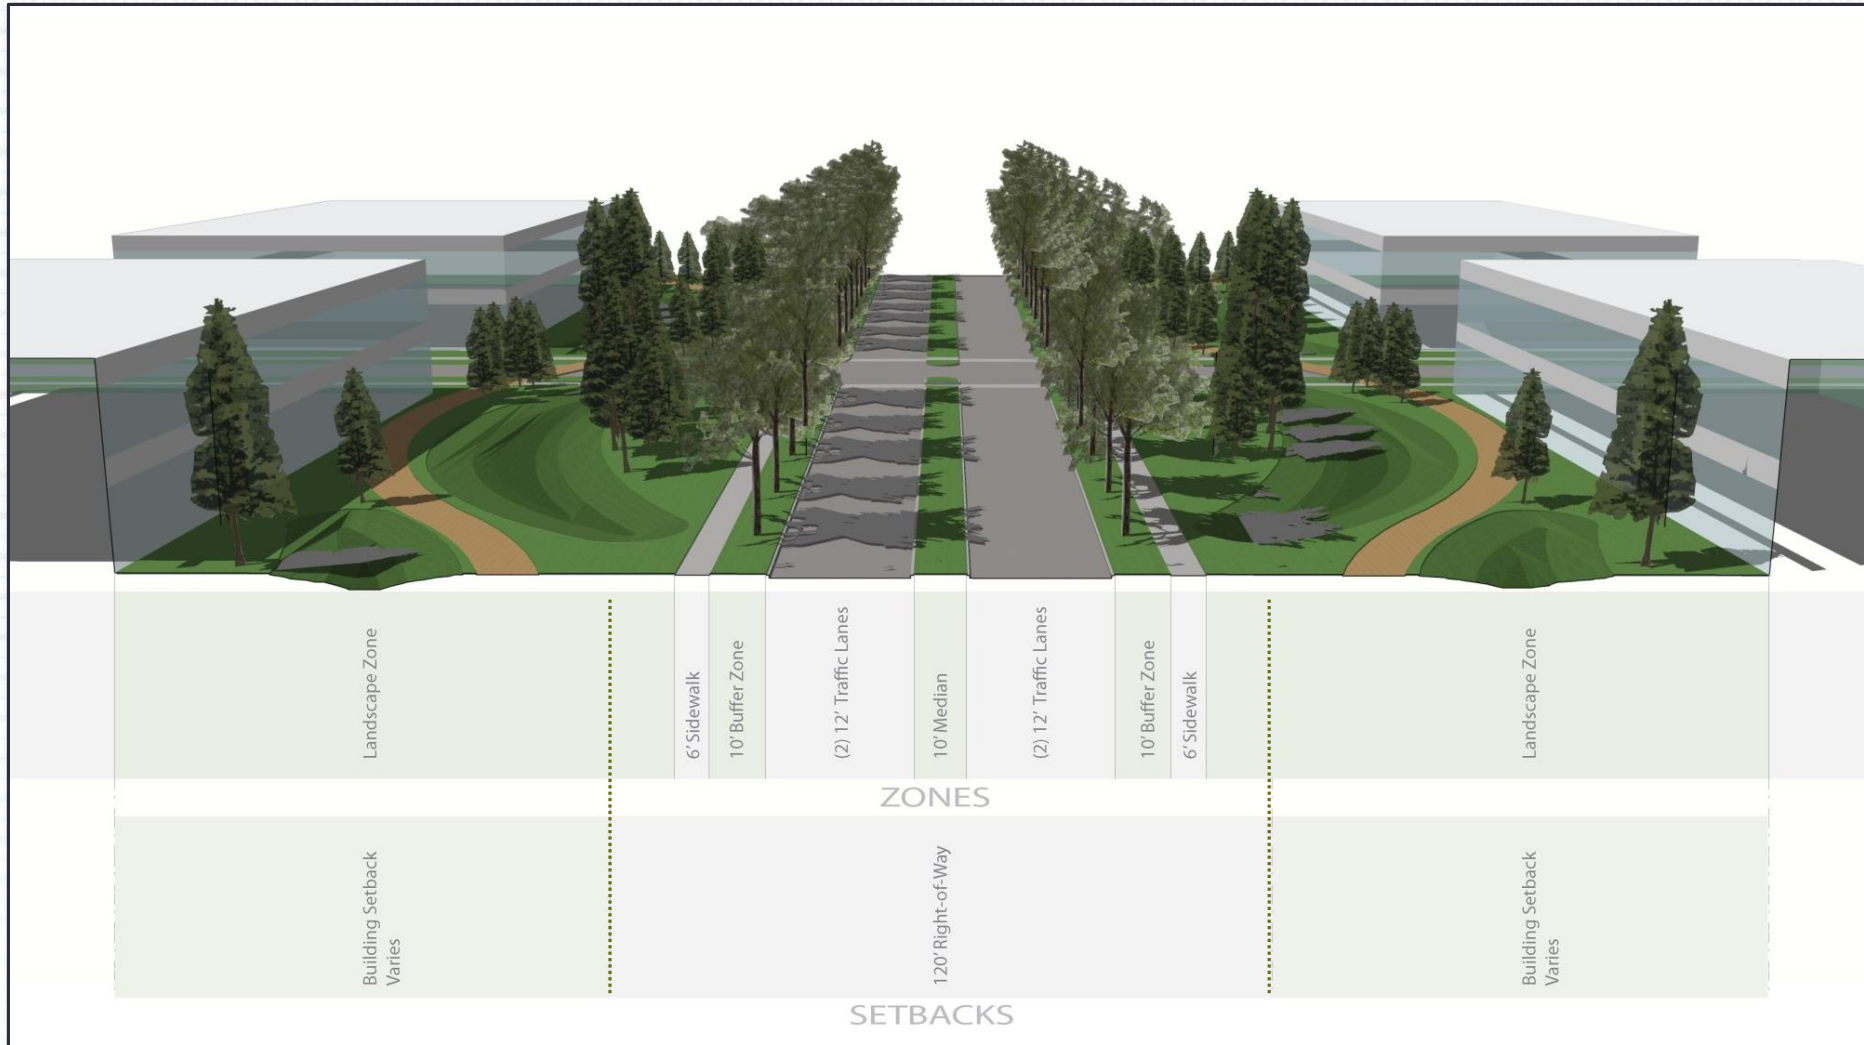 Landscape Zone
6' Sidewalk
10' Buffer Zone
(2) 12' Traffic Lanes
10' Median
(2) 12' Traffic Lanes
10' Buffer Zone
6' Sidewalk
Landscape Zone
ZONES
Building Setback
Varies
120' Right-of-Way
Building Setback
Varies
SETBACKS